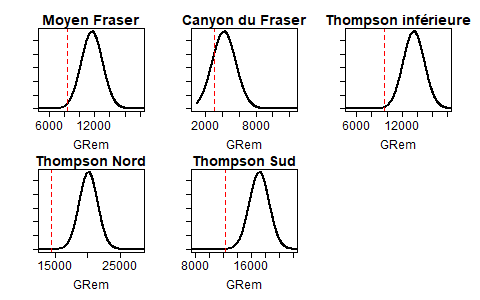 Moyen Fraser
Canyon du Fraser
Thompson inférieure
6000 12000
2000 8000
6000 12000
GRem
GRem
GRem
Thompson Nord
Thompson Sud
15000 25000
8000 16000
GRem
GRem